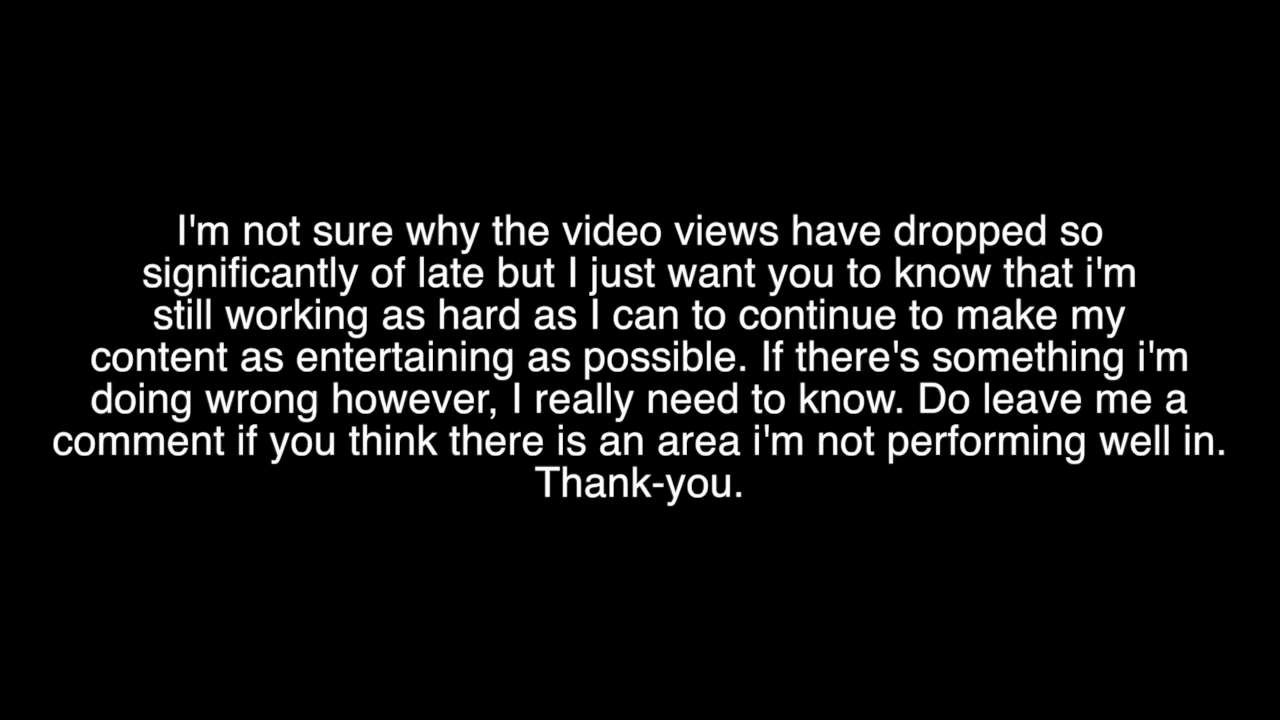 I'm not sure why the video views have dropped so
significantly of late but I just want you to know that i'm
still working as hard as I can to continue to make my
content as entertaining as possible. If there's something i'm
doing wrong however, I really need to know. Do leave me a
comment if you think there is an area i'm not performing well in.
Thank-you.